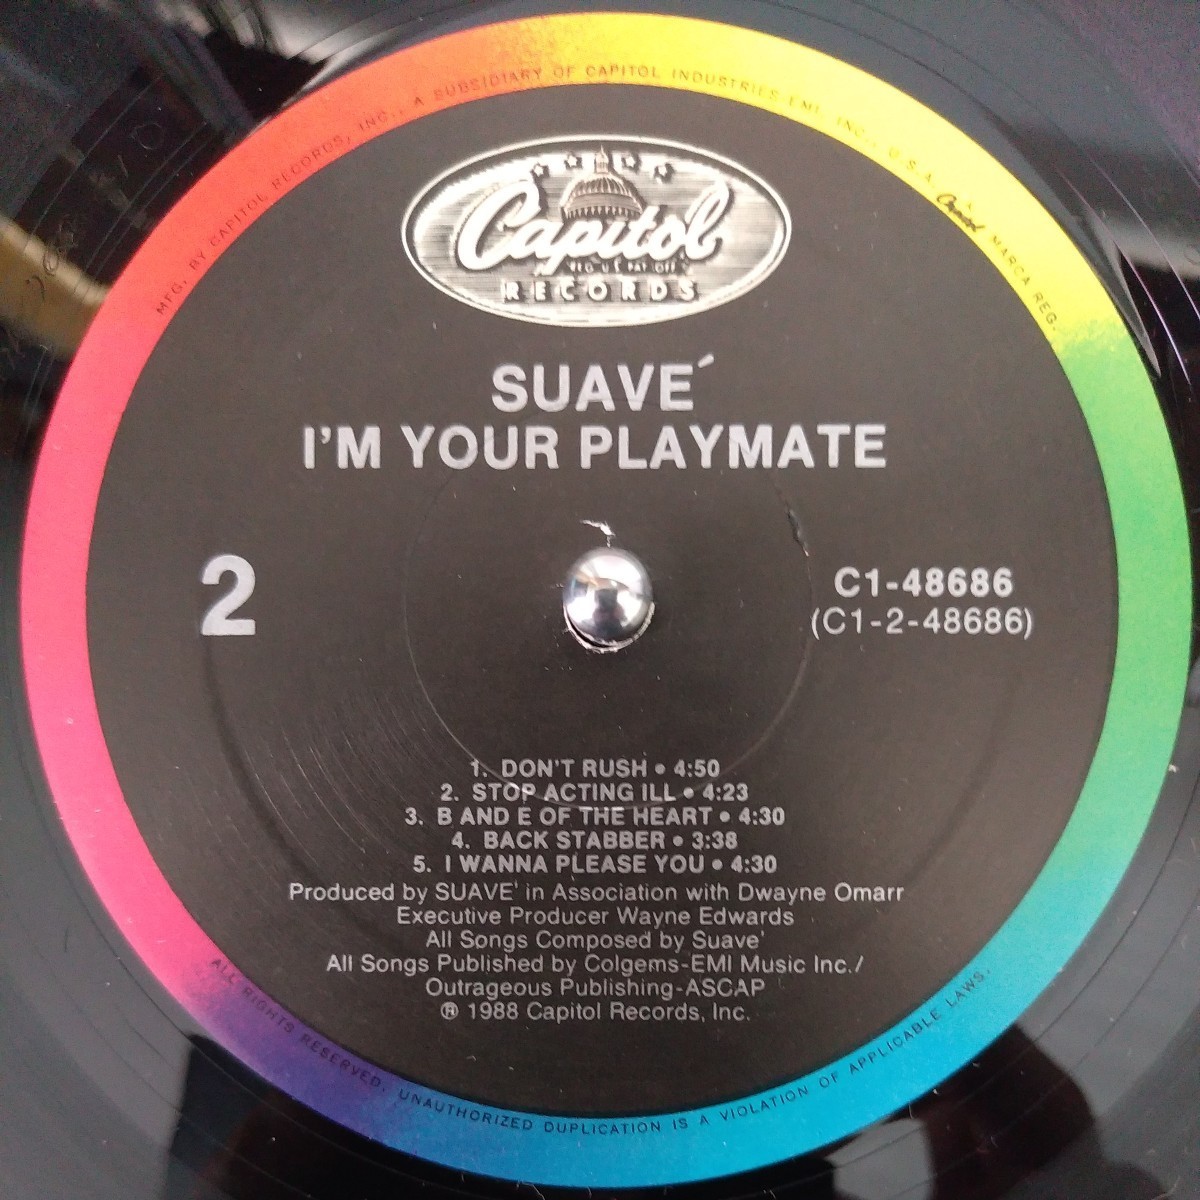 MFG. BY CAPITOL RECORDS, INC., A SUBSIDIARY OF CAPITOL INDUSTRIES-EMI, INC., U.S.A. Capitol MARCA REG.
Capitol
REG. U.S. PAT. OFF.
RECORDS
SUAVE´
I'M YOUR PLAYMATE
2
C1-48686
(C1-2-48686)
1. DON'T RUSH • 4:50
2. STOP ACTING ILL • 4:23
3. B AND E OF THE HEART • 4:30
4. BACK STABBER • 3:38
5. I WANNA PLEASE YOU • 4:30
Produced by SUAVE' in Association with Dwayne Omarr
Executive Producer Wayne Edwards
All Songs Composed by Suave'
All Songs Published by Colgems-EMI Music Inc./
Outrageous Publishing-ASCAP
℗ 1988 Capitol Records, Inc.
ALL RIGHTS RESERVED. UNAUTHORIZED DUPLICATION IS A VIOLATION OF APPLICABLE LAWS.